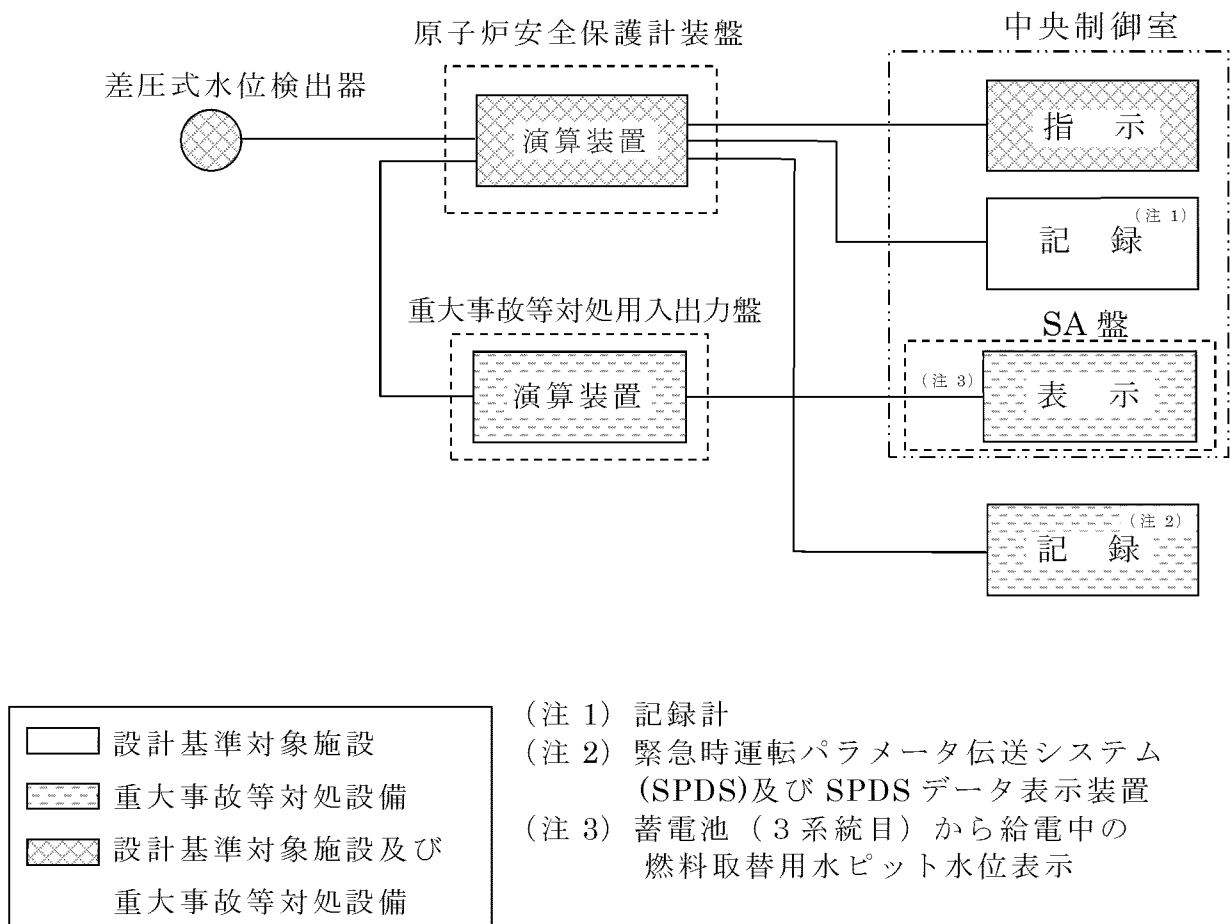 中央制御室
原子炉安全保護計装盤
差圧式水位検出器
演算装置
指 示
(注 1)
記 録
重大事故等対処用入出力盤
SA 盤
演算装置
(注 3)
表 示
(注 2)
記 録
設計基準対象施設
重大事故等対処設備
設計基準対象施設及び
重大事故等対処設備
(注 1) 記録計
(注 2) 緊急時運転パラメータ伝送システム
(SPDS)及び SPDS データ表示装置
(注 3) 蓄電池（３系統目）から給電中の
燃料取替用水ピット水位表示